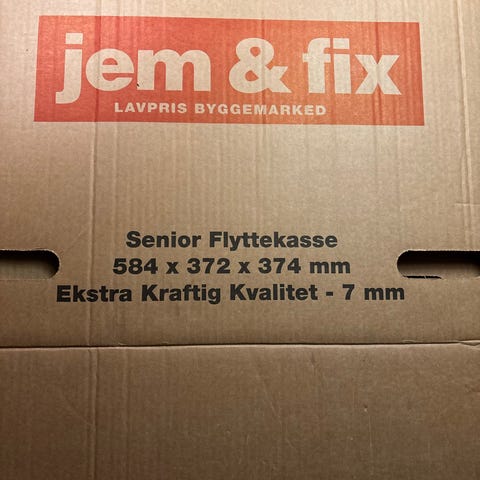 jem & fix
LAVPRIS BYGGEMARKED
Senior Flyttekasse
584 x 372 x 374 mm
Ekstra Kraftig Kvalitet - 7 mm